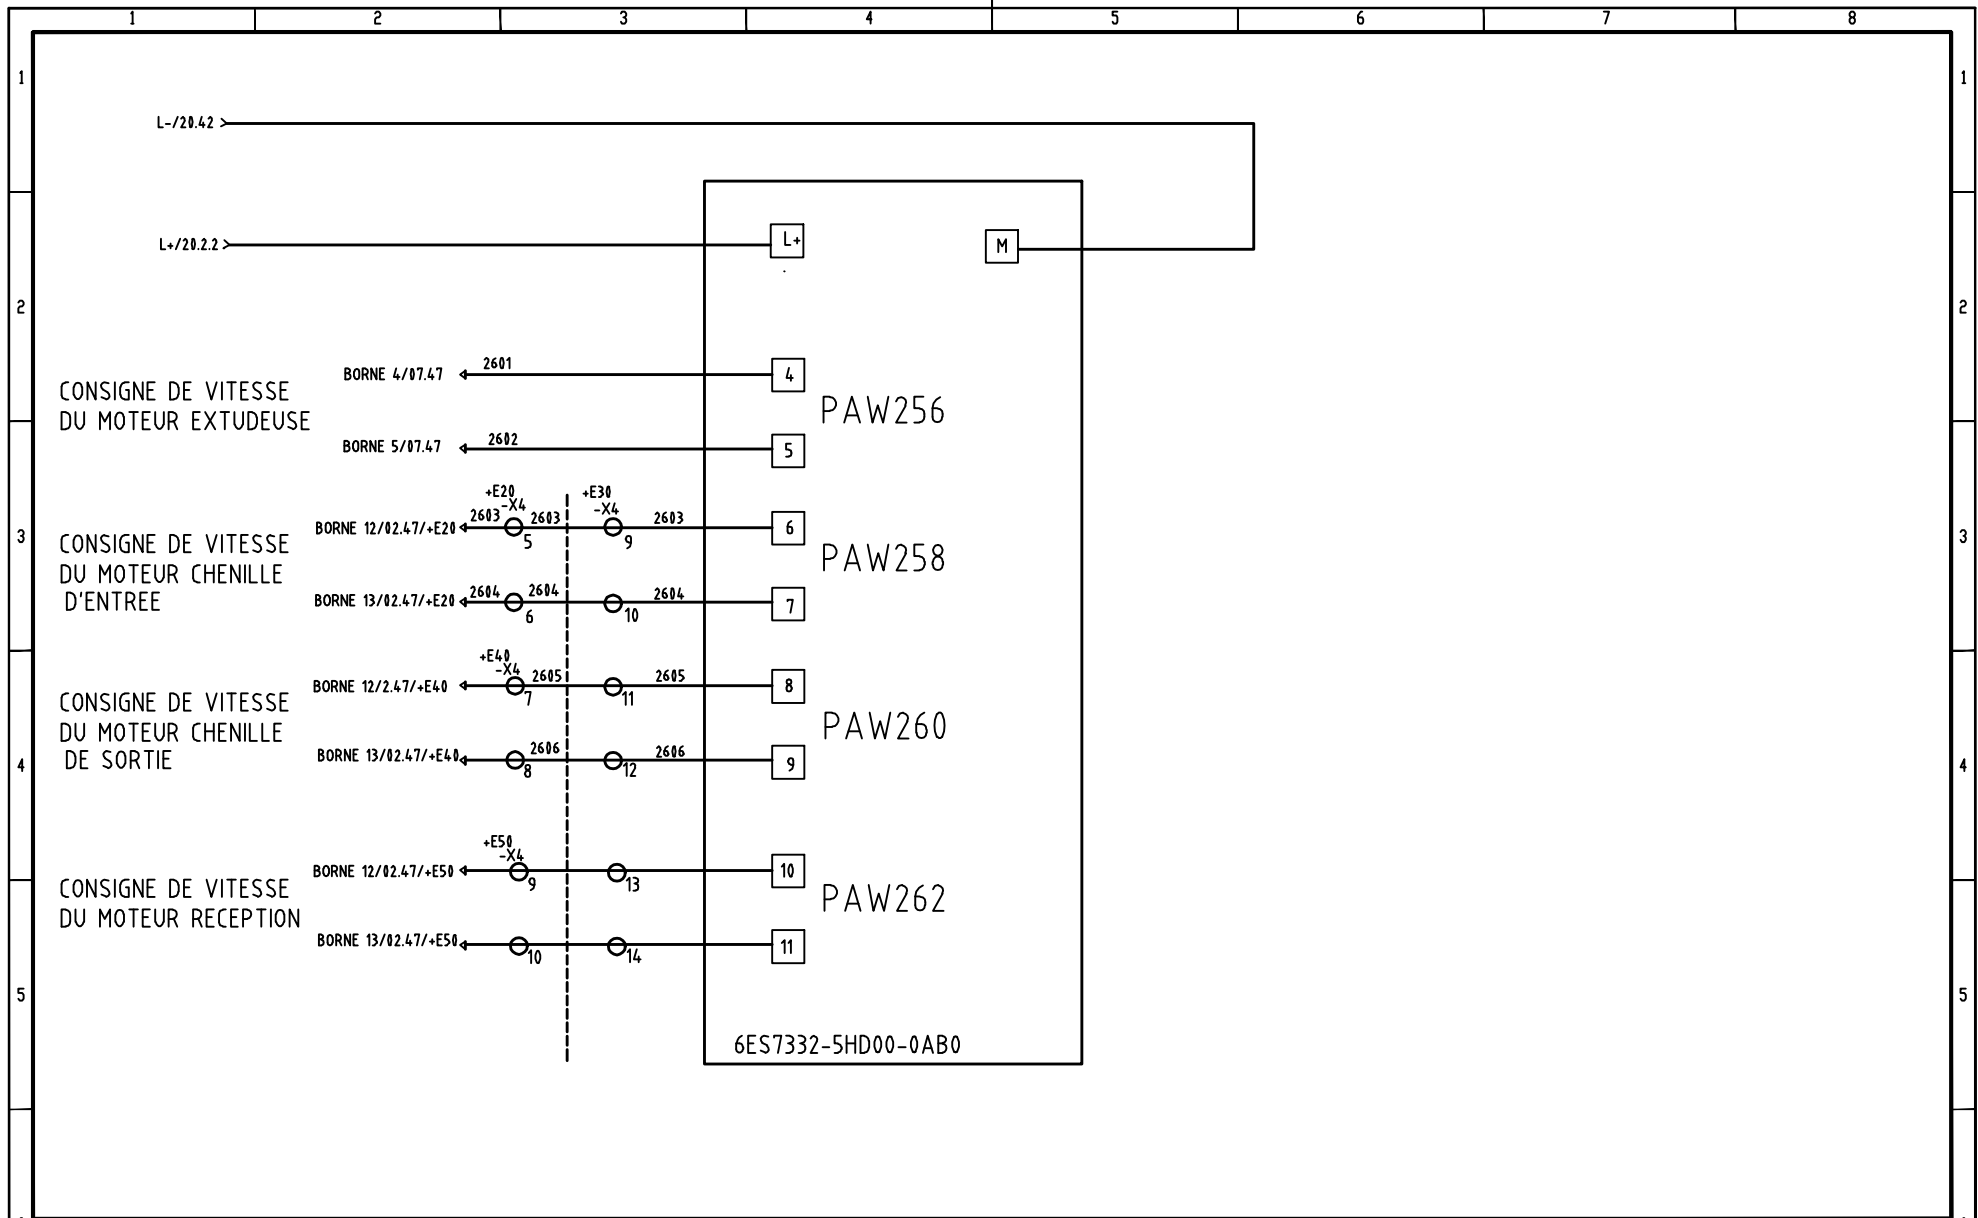 1 2 3 4 5 6 7 8
1 1
L-/20.42
L+/20.2.2
L+
M
2 2
CONSIGNE DE VITESSE
DU MOTEUR EXTUDEUSE
BORNE 4/07.47
2601
4
PAW256
BORNE 5/07.47
2602
5
3 3
CONSIGNE DE VITESSE
DU MOTEUR CHENILLE
D'ENTREE
+E20
-X4
+E30
-X4
BORNE 12/02.47/+E20
2603 2603 2603
5 9
6
PAW258
BORNE 13/02.47/+E20
2604 2604 2604
6 10
7
CONSIGNE DE VITESSE
DU MOTEUR CHENILLE
DE SORTIE
+E40
-X4
BORNE 12/2.47/+E40
2605 2605
7 11
8
PAW260
4 4
BORNE 13/02.47/+E40
2606 2606
8 12
9
CONSIGNE DE VITESSE
DU MOTEUR RECEPTION
+E50
-X4
BORNE 12/02.47/+E50
9 13
10
PAW262
BORNE 13/02.47/+E50
10 14
11
5 5
6ES7332-5HD00-0AB0